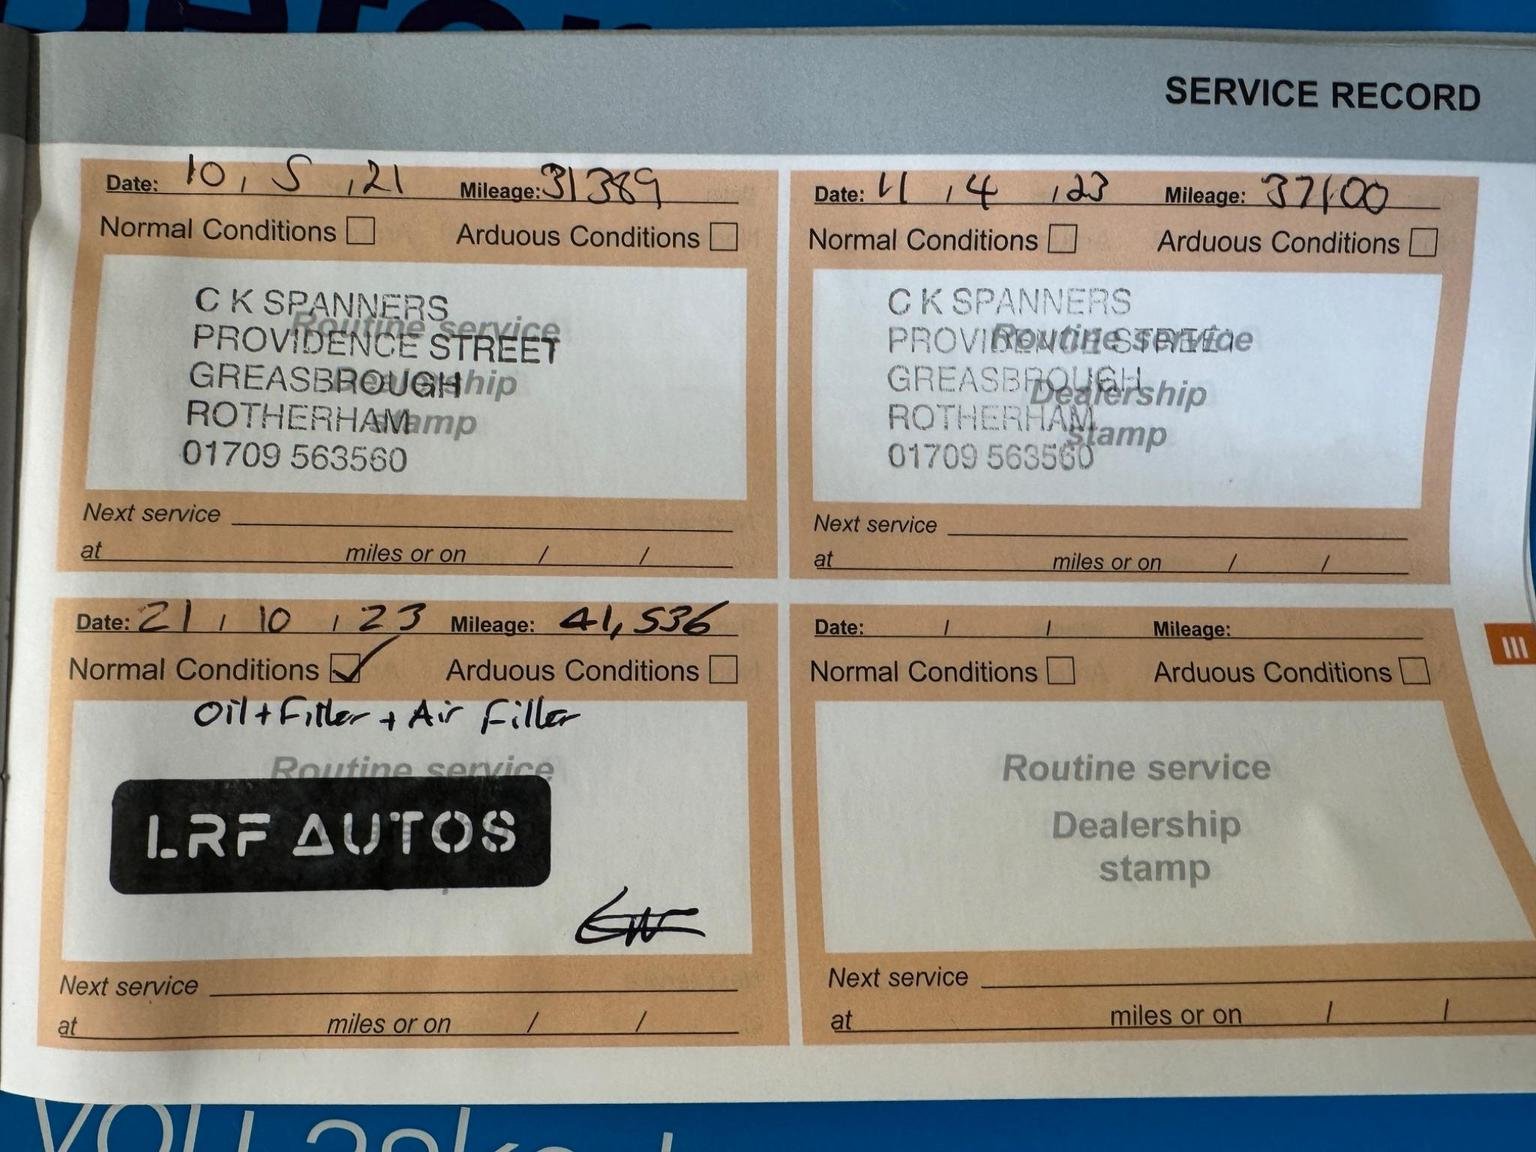 SERVICE RECORD
Date: 10 / 5 / 21 Mileage: 31389
Normal Conditions Arduous Conditions
Routine service
Dealership
stamp
C K SPANNERS
PROVIDENCE STREET
GREASBROUGH
ROTHERHAM
01709 563560
Next service
at miles or on / /
Date: 11 / 4 / 23 Mileage: 37100
Normal Conditions Arduous Conditions
Routine service
Dealership
stamp
C K SPANNERS
PROVIDENCE STREET
GREASBROUGH
ROTHERHAM
01709 563560
Next service
at miles or on / /
Date: 21 / 10 / 23 Mileage: 41,536
Normal Conditions Arduous Conditions
Oil + Filter + Air Filter
Routine service
LRF AUTOS
Next service
at miles or on / /
Date: / / Mileage:
Normal Conditions Arduous Conditions
Routine service
Dealership
stamp
Next service
at miles or on / /
III
you